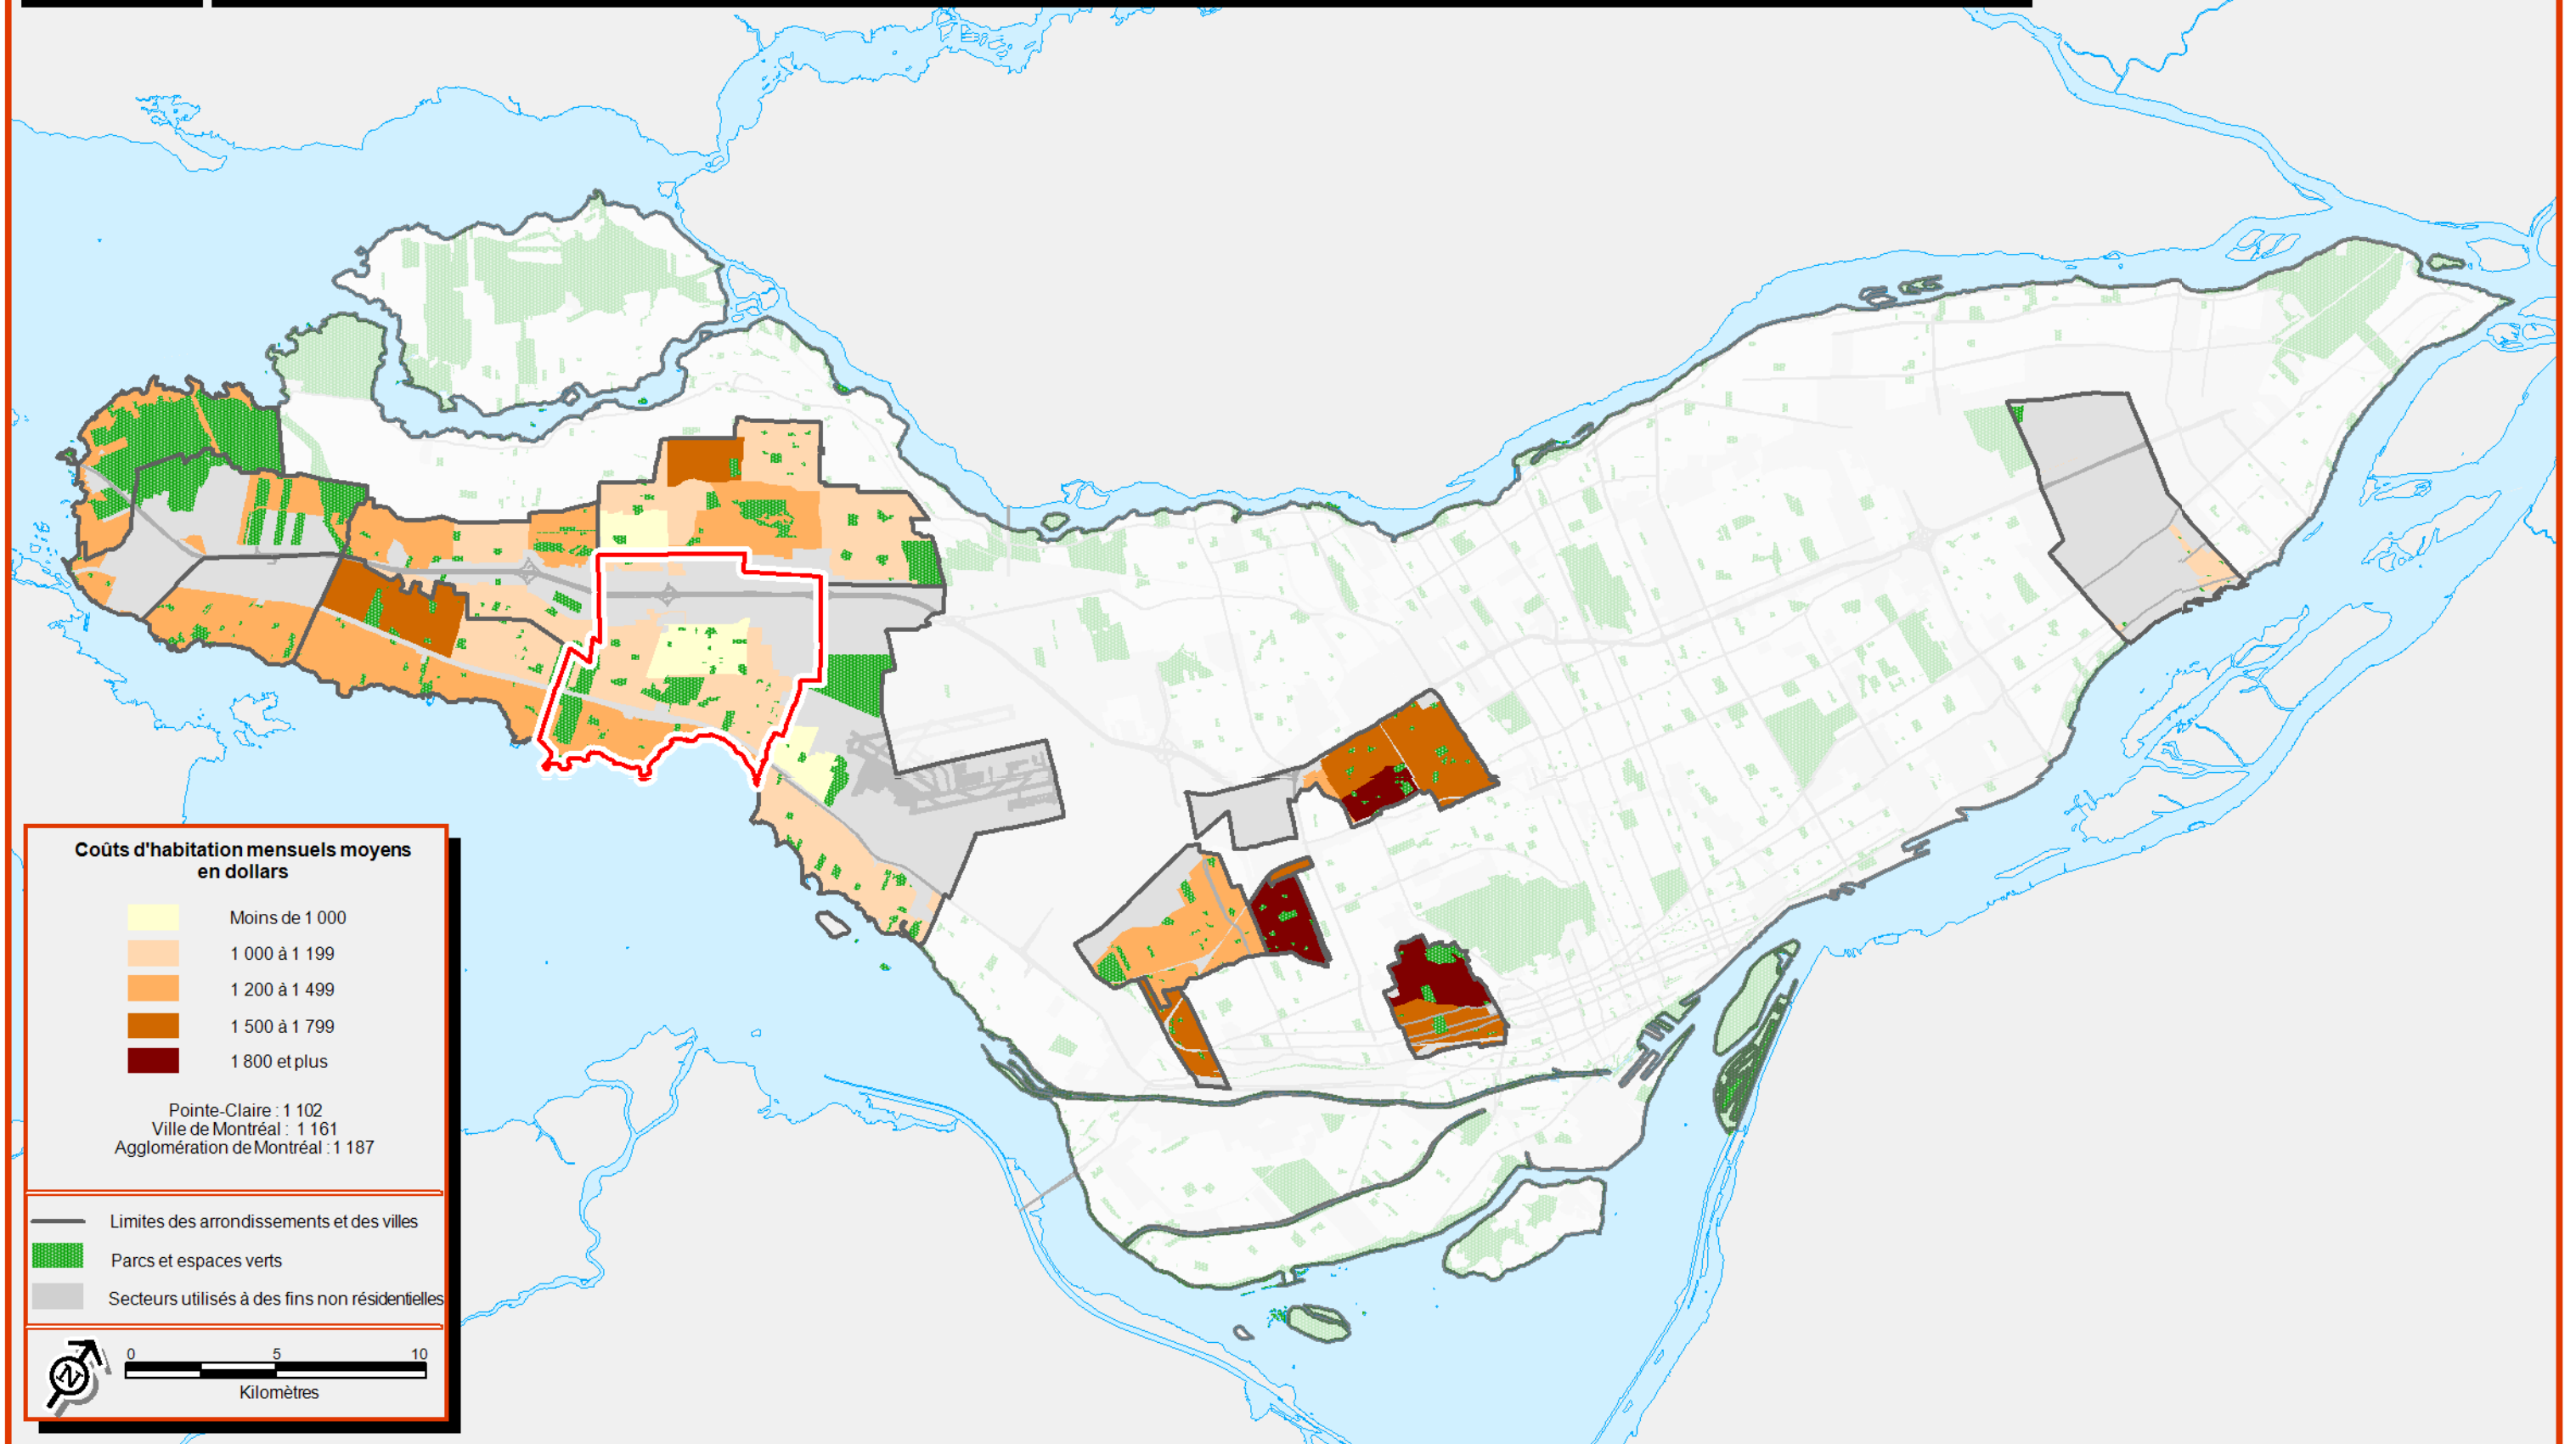 Coûts d'habitation mensuels moyens
en dollars
Moins de 1 000
1 000 à 1 199
1 200 à 1 499
1 500 à 1 799
1 800 et plus
Pointe-Claire : 1 102
Ville de Montréal : 1 161
Agglomération de Montréal : 1 187
Limites des arrondissements et des villes
Parcs et espaces verts
Secteurs utilisés à des fins non résidentielles
N
0 5 10
Kilomètres